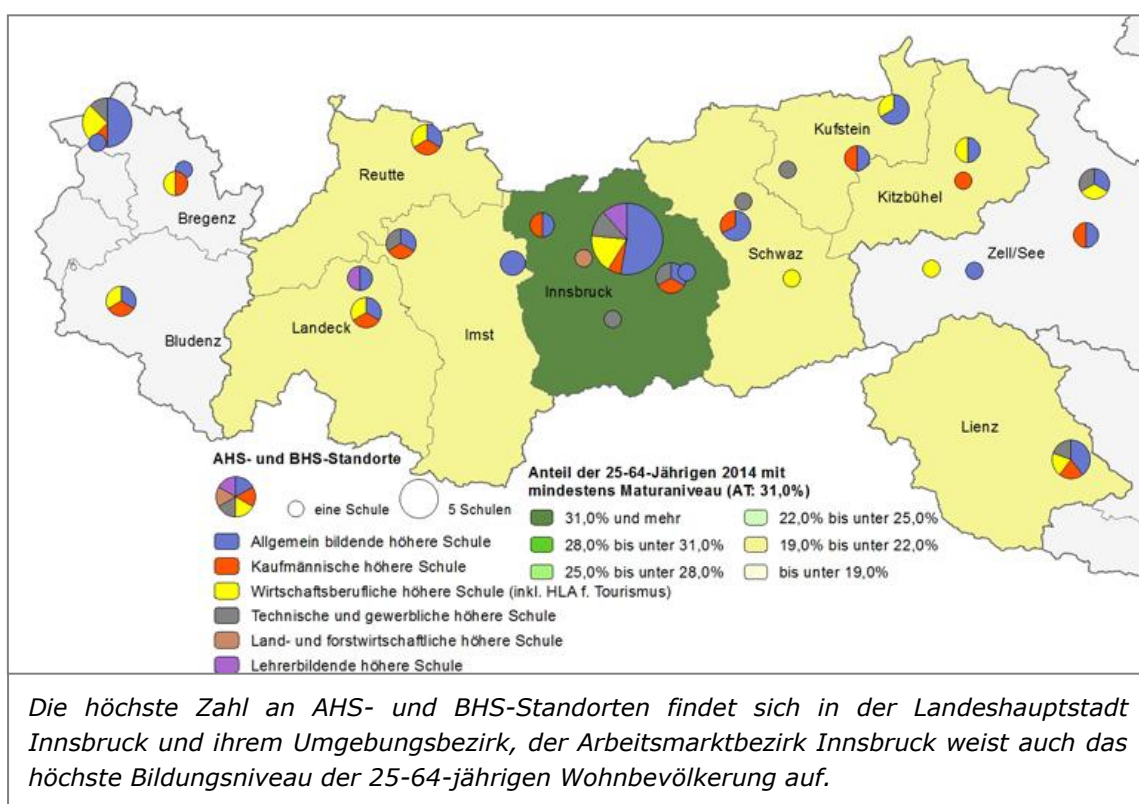 Kufstein
Reutte
Kitzbühel
Bregenz
Schwaz
Zell/See
Innsbruck
Landeck
Imst
Bludenz
Lienz
AHS- und BHS-Standorte
eine Schule
5 Schulen
Allgemein bildende höhere Schule
Kaufmännische höhere Schule
Wirtschaftsberufliche höhere Schule (inkl. HLA f. Tourismus)
Technische und gewerbliche höhere Schule
Land- und forstwirtschaftliche höhere Schule
Lehrerbildende höhere Schule
Anteil der 25-64-Jährigen 2014 mit
mindestens Maturaniveau (AT: 31,0%)
31,0% und mehr
28,0% bis unter 31,0%
25,0% bis unter 28,0%
22,0% bis unter 25,0%
19,0% bis unter 22,0%
bis unter 19,0%
Die höchste Zahl an AHS- und BHS-Standorten findet sich in der Landeshauptstadt
Innsbruck und ihrem Umgebungsbezirk, der Arbeitsmarktbezirk Innsbruck weist auch das
höchste Bildungsniveau der 25-64-jährigen Wohnbevölkerung auf.